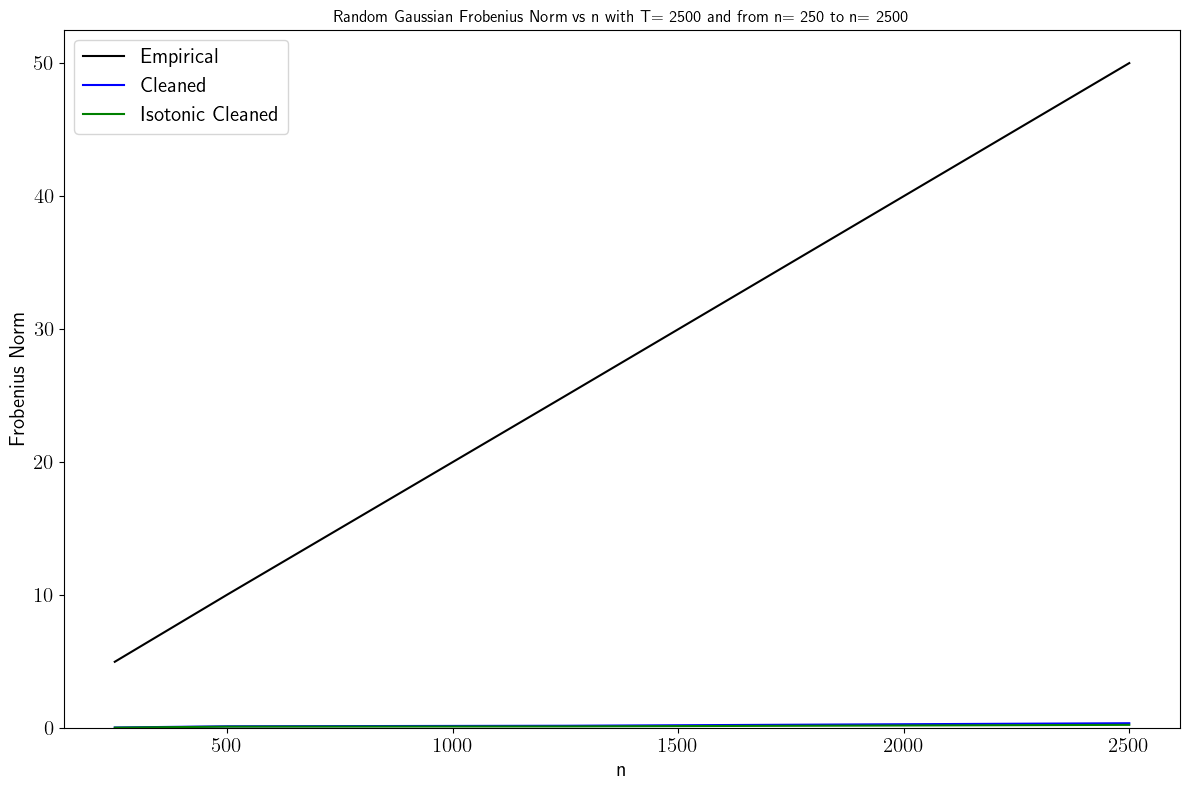 Random Gaussian Frobenius Norm vs n with T= 2500 and from n= 250 to n= 2500
Empirical
Cleaned
Isotonic Cleaned
Frobenius Norm
50
40
30
20
10
0
500
1000
1500
2000
2500
n